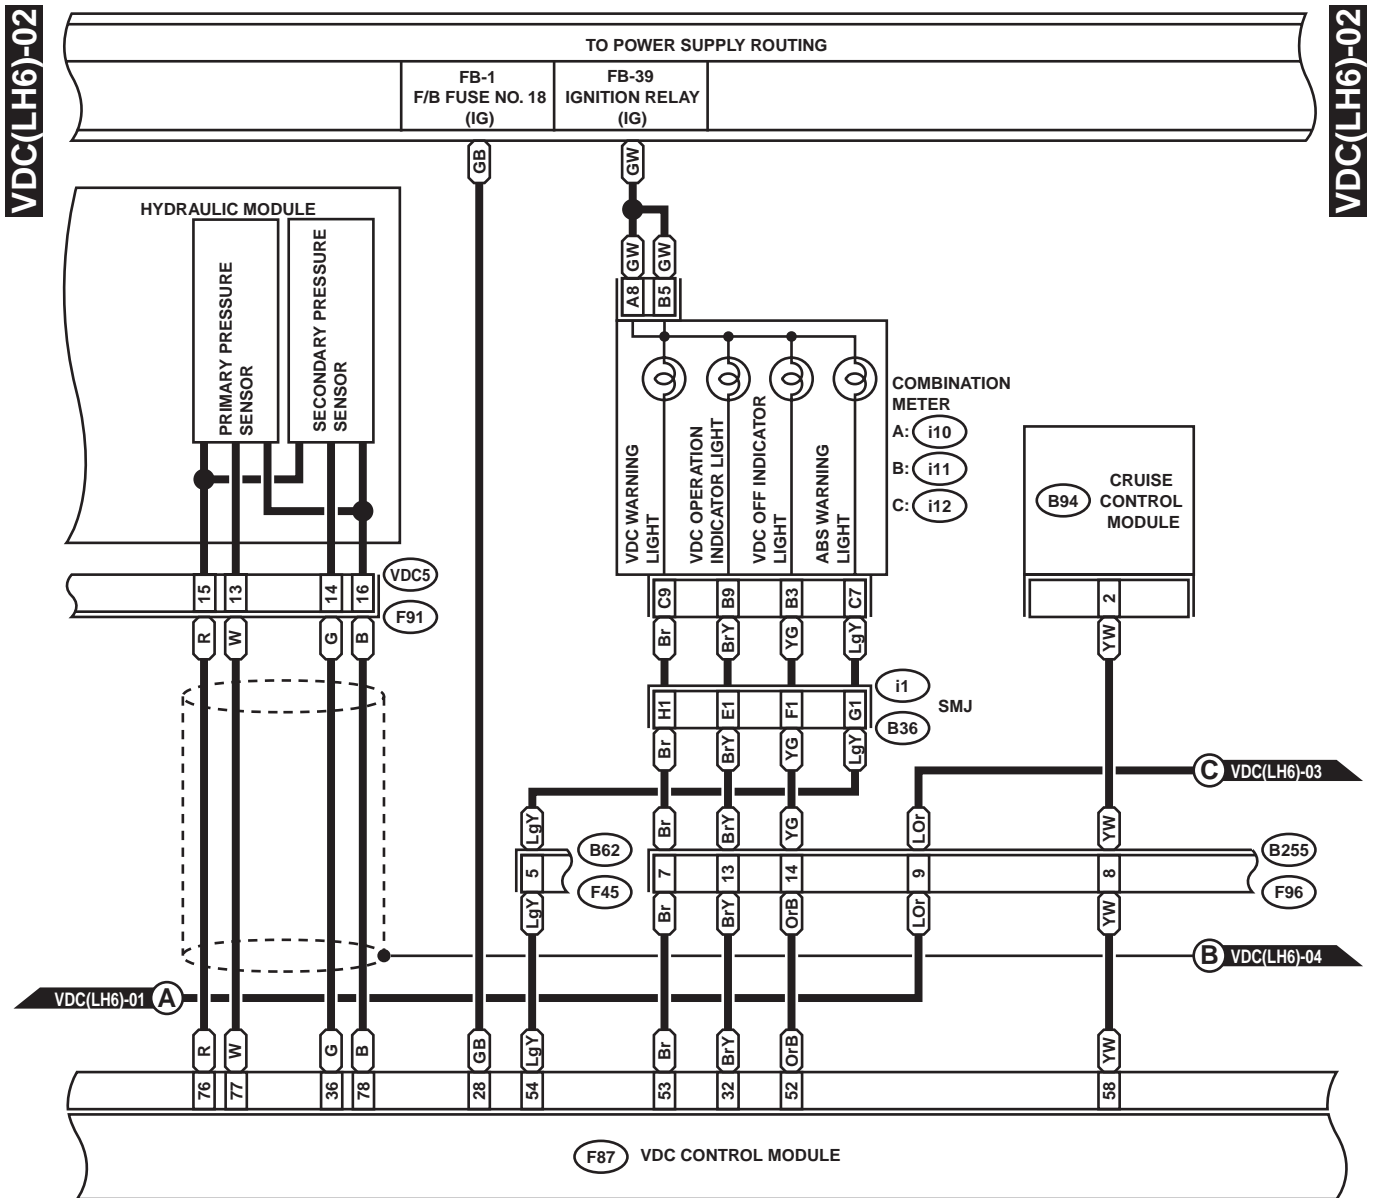 VDC(LH6)-02
VDC(LH6)-02
TO POWER SUPPLY ROUTING
FB-1
F/B FUSE NO. 18
(IG)
FB-39
IGNITION RELAY
(IG)
GB
GW
HYDRAULIC MODULE
PRIMARY PRESSURE
SENSOR
SECONDARY PRESSURE
SENSOR
GW
GW
A8
B5
VDC WARNING
LIGHT
VDC OPERATION
INDICATOR LIGHT
VDC OFF INDICATOR
LIGHT
ABS WARNING
LIGHT
COMBINATION
METER
A: i10
B: i11
C: i12
B94
CRUISE
CONTROL
MODULE
15
13
14
16
VDC5
F91
R
W
G
B
C9
B9
B3
C7
2
Br
BrY
YG
LgY
YW
H1
E1
F1
G1
i1
B36
SMJ
Br
BrY
YG
LgY
C VDC(LH6)-03
LgY
Br
BrY
YG
LOr
YW
B62
F45
5
7
13
14
9
8
B255
F96
LgY
Br
BrY
OrB
LOr
YW
B VDC(LH6)-04
VDC(LH6)-01 A
R
W
G
B
GB
LgY
Br
BrY
OrB
YW
76
77
36
78
28
54
53
32
52
58
F87 VDC CONTROL MODULE